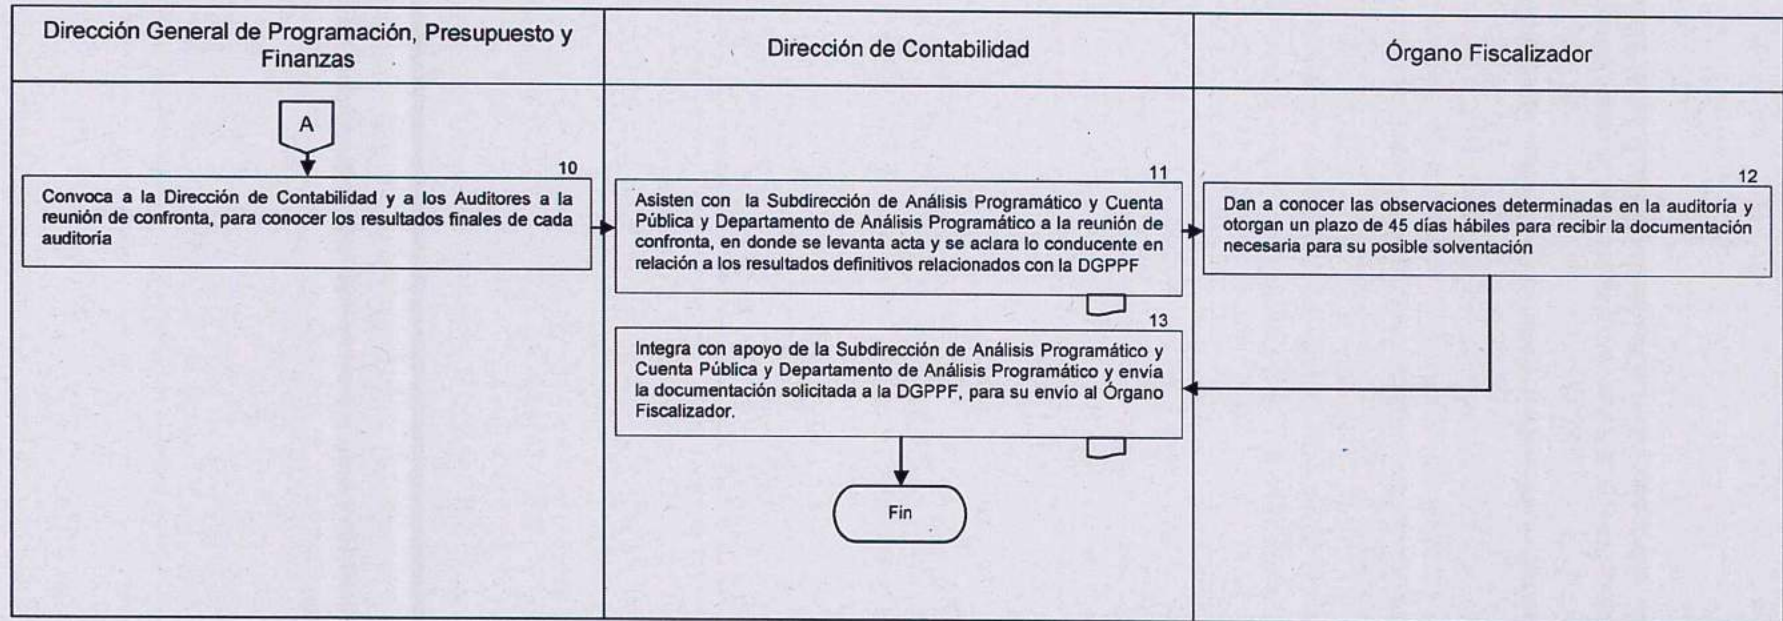 Dirección General de Programación, Presupuesto y
Finanzas
Dirección de Contabilidad
Órgano Fiscalizador
A
10
Convoca a la Dirección de Contabilidad y a los Auditores a la
reunión de confronta, para conocer los resultados finales de cada
auditoría
11
Asisten con la Subdirección de Análisis Programático y Cuenta
Pública y Departamento de Análisis Programático a la reunión de
confronta, en donde se levanta acta y se aclara lo conducente en
relación a los resultados definitivos relacionados con la DGPPF
12
Dan a conocer las observaciones determinadas en la auditoría y
otorgan un plazo de 45 días hábiles para recibir la documentación
necesaria para su posible solventación
13
Integra con apoyo de la Subdirección de Análisis Programático y
Cuenta Pública y Departamento de Análisis Programático y envía
la documentación solicitada a la DGPPF, para su envío al Órgano
Fiscalizador.
Fin